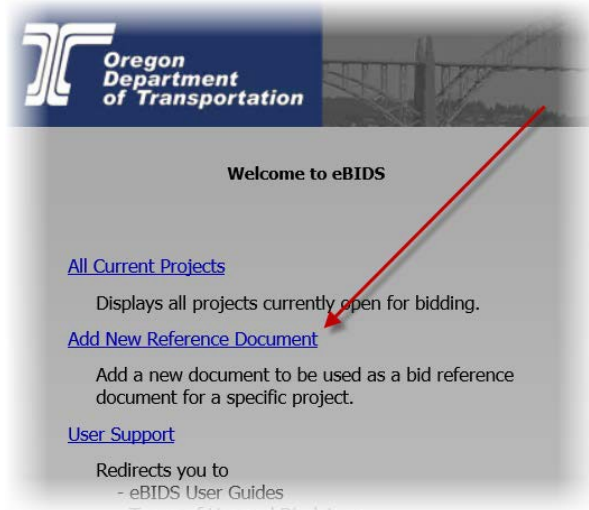 Oregon
Department
of Transportation
Welcome to eBIDS
All Current Projects
Displays all projects currently open for bidding.
Add New Reference Document
Add a new document to be used as a bid reference
document for a specific project.
User Support
Redirects you to
- eBIDS User Guides